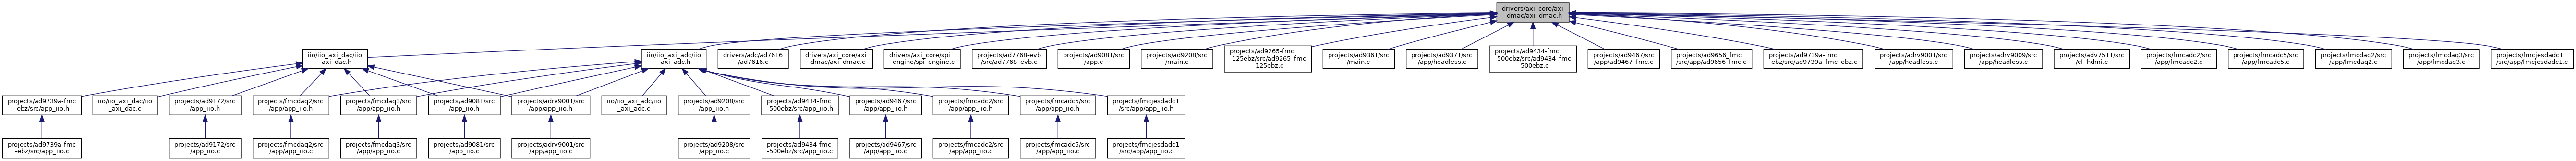 drivers/axi_core/axi
_dmac/axi_dmac.h
iio/iio_axi_dac/iio
_axi_dac.h
iio/iio_axi_adc/iio
_axi_adc.h
drivers/adc/ad7616
/ad7616.c
drivers/axi_core/axi
_dmac/axi_dmac.c
drivers/axi_core/spi
_engine/spi_engine.c
projects/ad7768-evb
/src/ad7768_evb.c
projects/ad9081/src
/app.c
projects/ad9208/src
/main.c
projects/ad9265-fmc
-125ebz/src/ad9265_fmc
_125ebz.c
projects/ad9361/src
/main.c
projects/ad9371/src
/app/headless.c
projects/ad9434-fmc
-500ebz/src/ad9434_fmc
_500ebz.c
projects/ad9467/src
/app/ad9467_fmc.c
projects/ad9656_fmc
/src/app/ad9656_fmc.c
projects/ad9739a-fmc
-ebz/src/ad9739a_fmc_ebz.c
projects/adrv9001/src
/app/headless.c
projects/adrv9009/src
/app/headless.c
projects/adv7511/src
/cf_hdmi.c
projects/fmcadc2/src
/app/fmcadc2.c
projects/fmcadc5/src
/app/fmcadc5.c
projects/fmcdaq2/src
/app/fmcdaq2.c
projects/fmcdaq3/src
/app/fmcdaq3.c
projects/fmcjesdadc1
/src/app/fmcjesdadc1.c
projects/ad9739a-fmc
-ebz/src/app_iio.h
iio/iio_axi_dac/iio
_axi_dac.c
projects/ad9172/src
/app_iio.h
projects/fmcdaq2/src
/app/app_iio.h
projects/fmcdaq3/src
/app/app_iio.h
projects/ad9081/src
/app_iio.h
projects/adrv9001/src
/app/app_iio.h
iio/iio_axi_adc/iio
_axi_adc.c
projects/ad9208/src
/app_iio.h
projects/ad9434-fmc
-500ebz/src/app_iio.h
projects/ad9467/src
/app/app_iio.h
projects/fmcadc2/src
/app/app_iio.h
projects/fmcadc5/src
/app/app_iio.h
projects/fmcjesdadc1
/src/app/app_iio.h
projects/ad9739a-fmc
-ebz/src/app_iio.c
projects/ad9172/src
/app_iio.c
projects/fmcdaq2/src
/app/app_iio.c
projects/fmcdaq3/src
/app/app_iio.c
projects/ad9081/src
/app_iio.c
projects/adrv9001/src
/app/app_iio.c
projects/ad9208/src
/app_iio.c
projects/ad9434-fmc
-500ebz/src/app_iio.c
projects/ad9467/src
/app/app_iio.c
projects/fmcadc2/src
/app/app_iio.c
projects/fmcadc5/src
/app/app_iio.c
projects/fmcjesdadc1
/src/app/app_iio.c